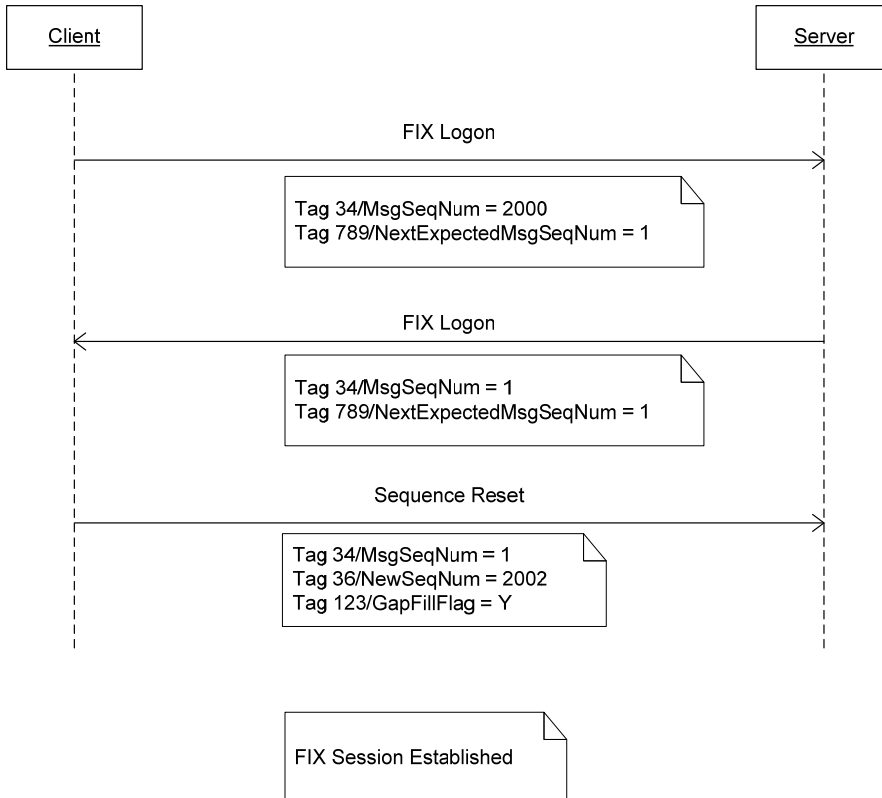 Client
Server
FIX Logon
Tag 34/MsgSeqNum = 2000
Tag 789/NextExpectedMsgSeqNum = 1
FIX Logon
Tag 34/MsgSeqNum = 1
Tag 789/NextExpectedMsgSeqNum = 1
Sequence Reset
Tag 34/MsgSeqNum = 1
Tag 36/NewSeqNum = 2002
Tag 123/GapFillFlag = Y
FIX Session Established